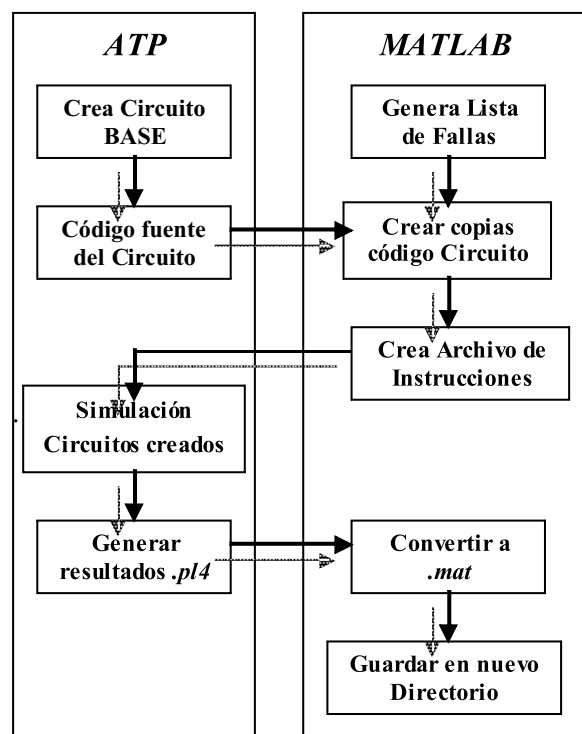 ATP
Crea Circuito
BASE
Código fuente
del Circuito
Simulación
Circuitos creados
Generar
resultados .pl4
MATLAB
Genera Lista
de Fallas
Crear copias
código Circuito
Crea Archivo de
Instrucciones
Convertir a
.mat
Guardar en nuevo
Directorio